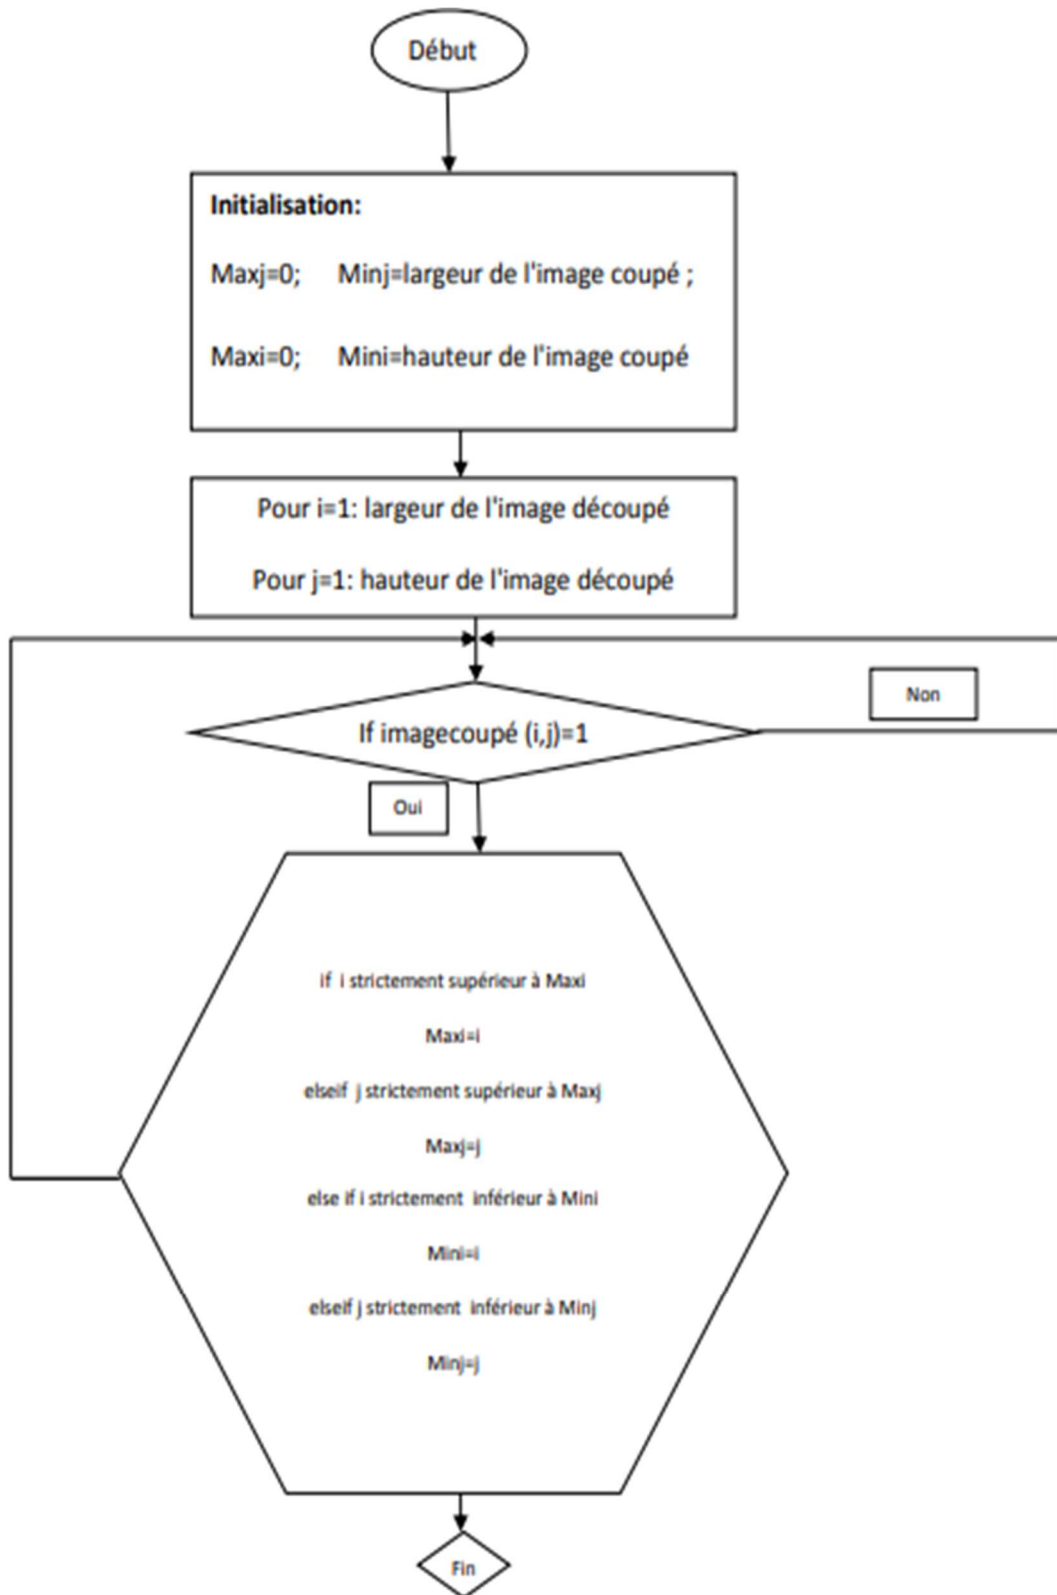 Début
Initialisation:
Maxj=0; Minj=largeur de l'image coupé ;
Maxi=0; Mini=hauteur de l'image coupé
Pour i=1: largeur de l'image découpé
Pour j=1: hauteur de l'image découpé
If imagecoupé (i,j)=1
Non
Oui
if i strictement supérieur à Maxi
Maxi=i
elseif j strictement supérieur à Maxj
Maxj=j
else if i strictement inférieur à Mini
Mini=i
elseif j strictement inférieur à Minj
Minj=j
Fin